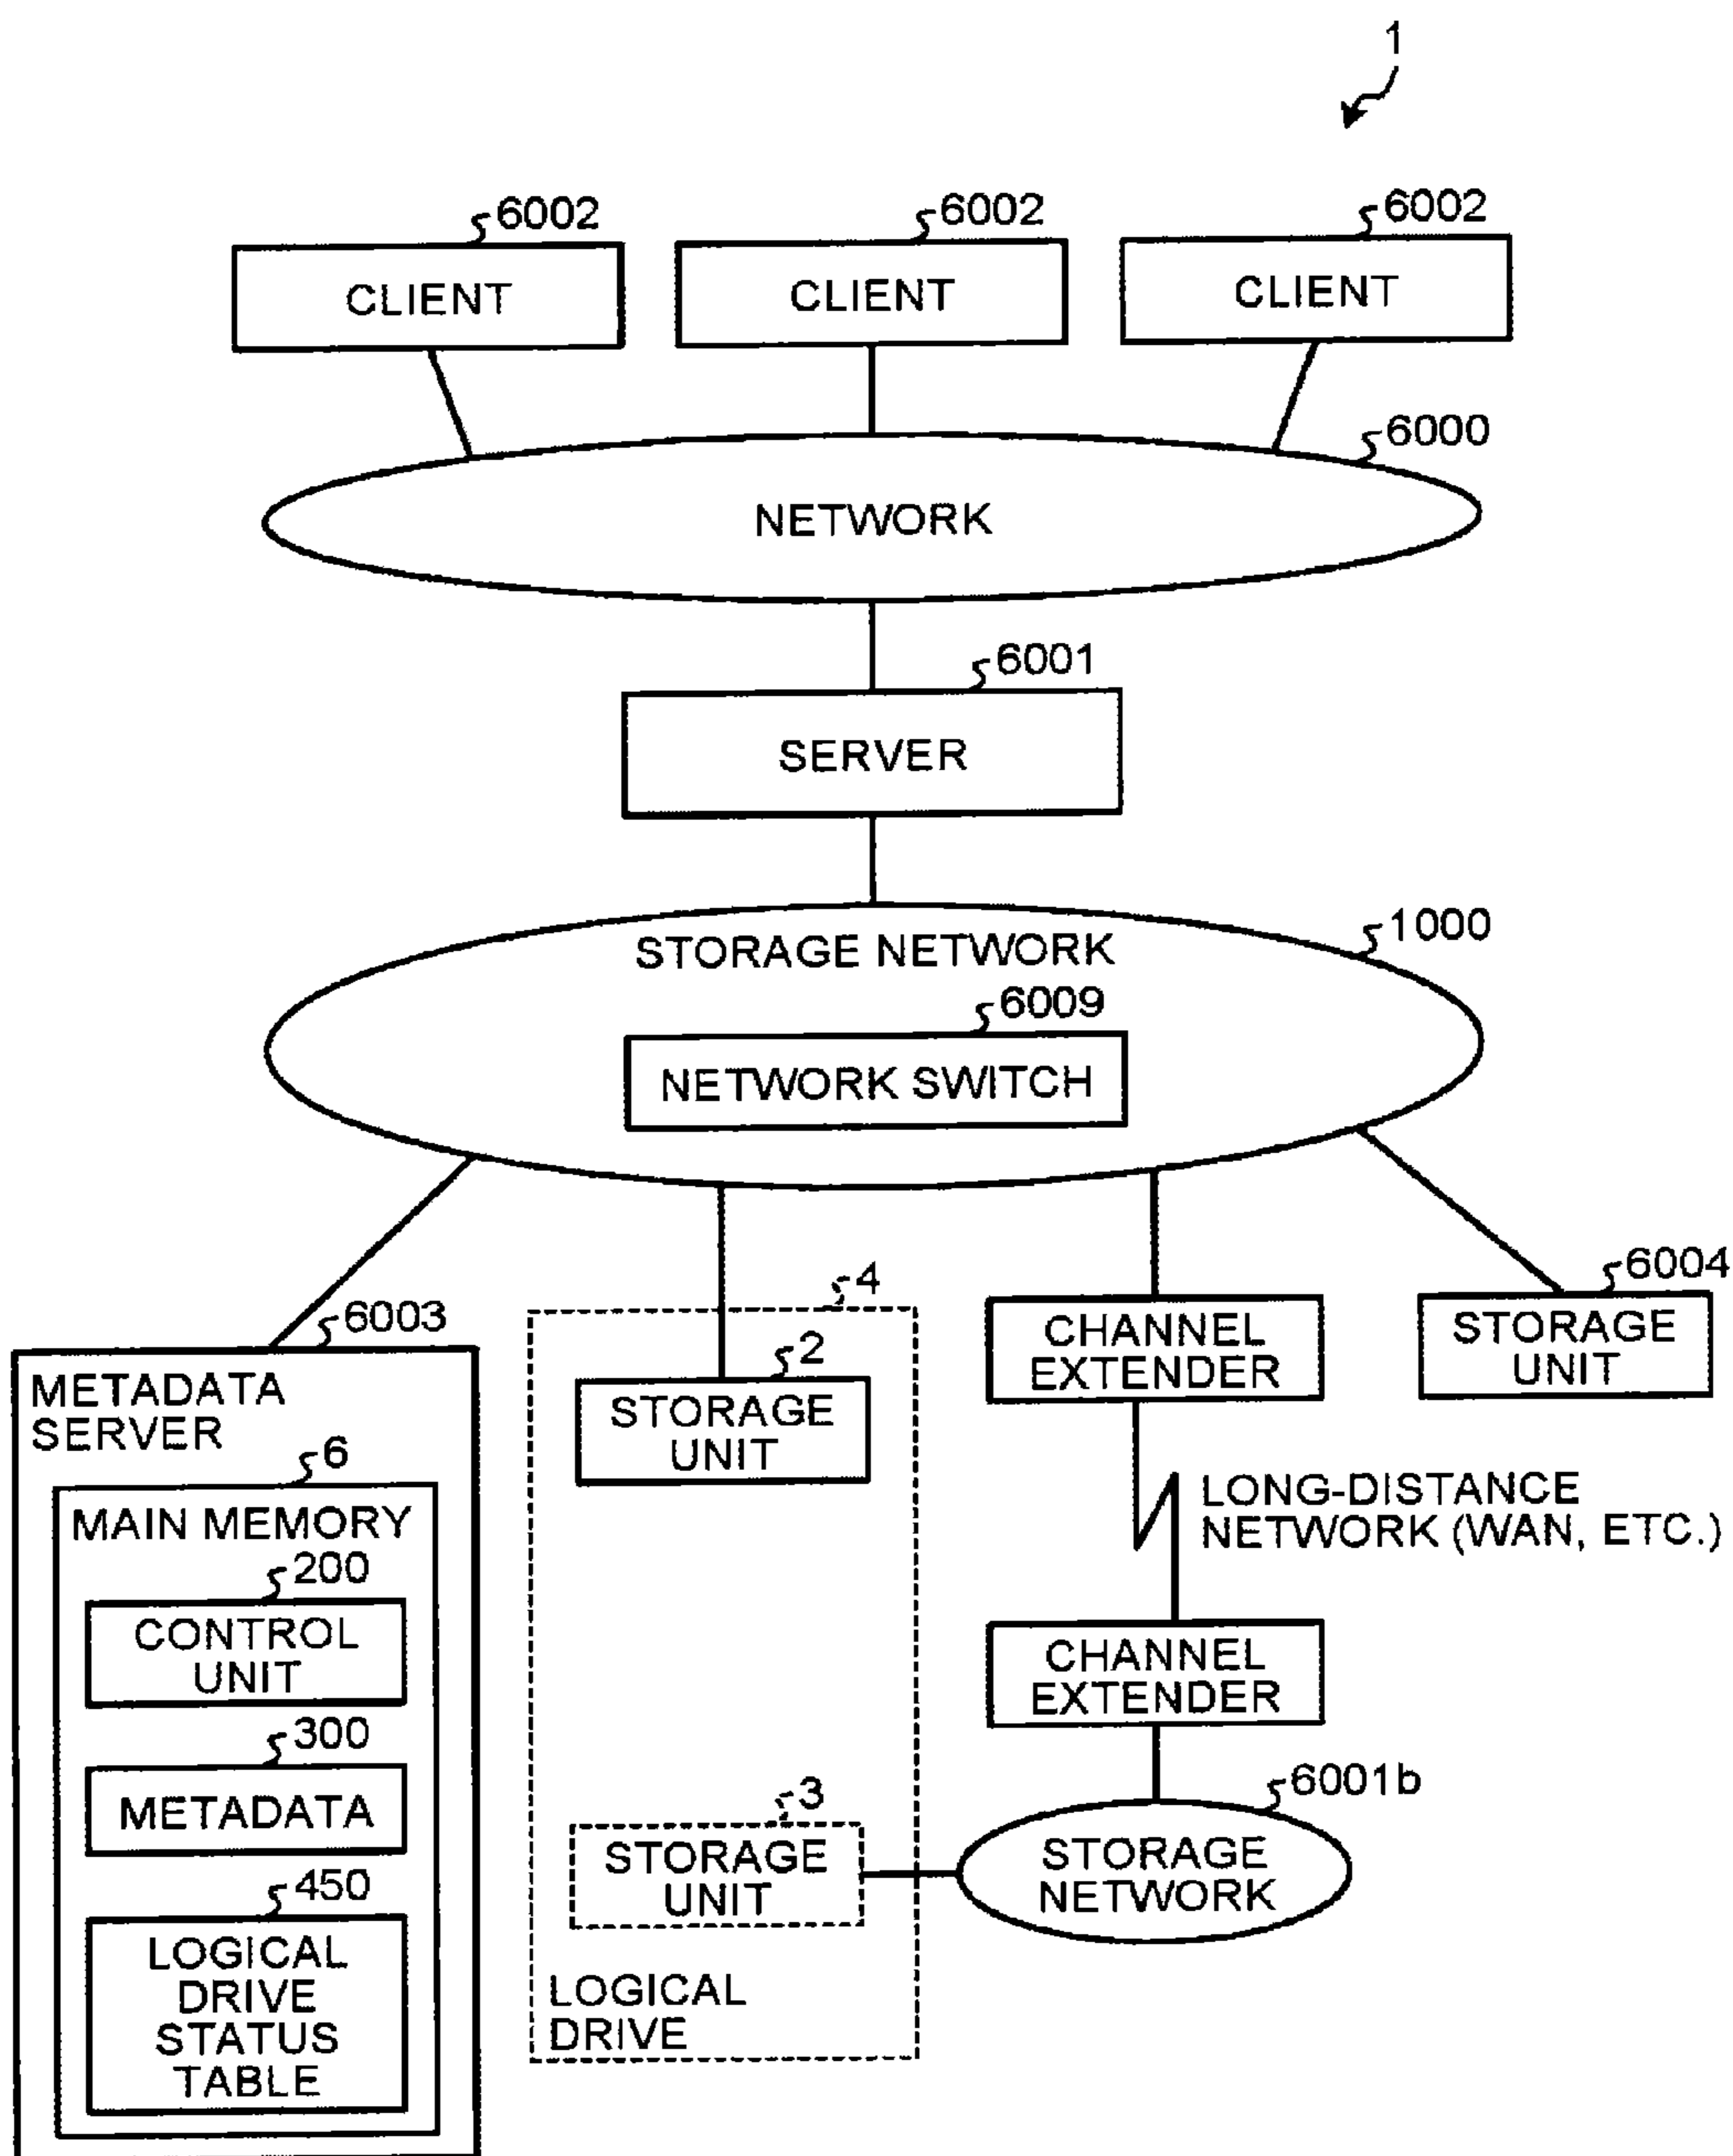 1
6002
6002
6002
CLIENT
CLIENT
CLIENT
6000
NETWORK
6001
SERVER
1000
STORAGE NETWORK
6009
NETWORK SWITCH
6003
METADATA
SERVER
6
MAIN MEMORY
200
CONTROL
UNIT
300
METADATA
450
LOGICAL
DRIVE
STATUS
TABLE
4
2
STORAGE
UNIT
3
STORAGE
UNIT
LOGICAL
DRIVE
CHANNEL
EXTENDER
LONG-DISTANCE
NETWORK (WAN, ETC.)
CHANNEL
EXTENDER
6001b
STORAGE
NETWORK
6004
STORAGE
UNIT